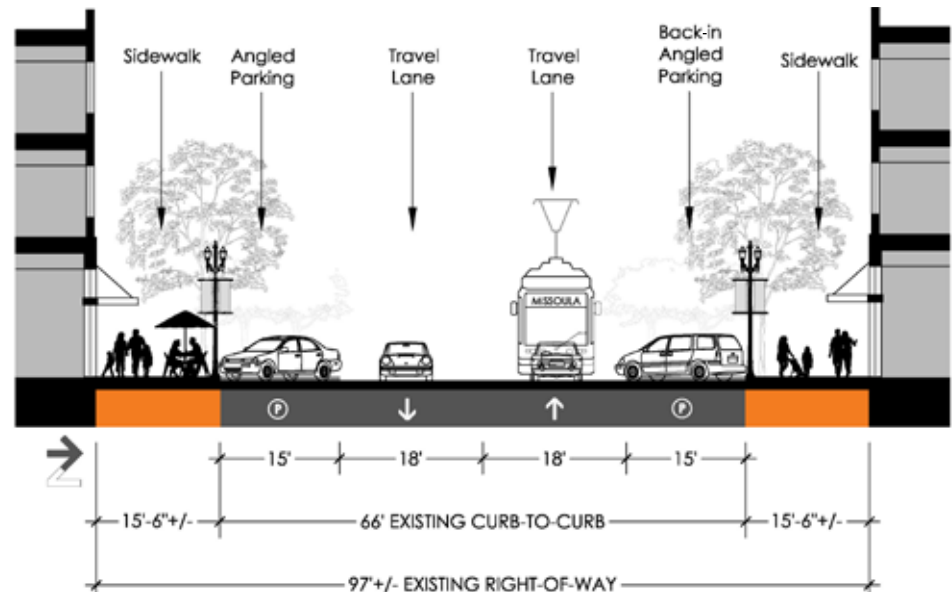 Sidewalk
Angled
Parking
Travel
Lane
Travel
Lane
Back-in
Angled
Parking
Sidewalk
MISSOULA
P
P
N
15'
18'
18'
15'
15'-6"+/-
66' EXISTING CURB-TO-CURB
15'-6"+/-
97'+/- EXISTING RIGHT-OF-WAY